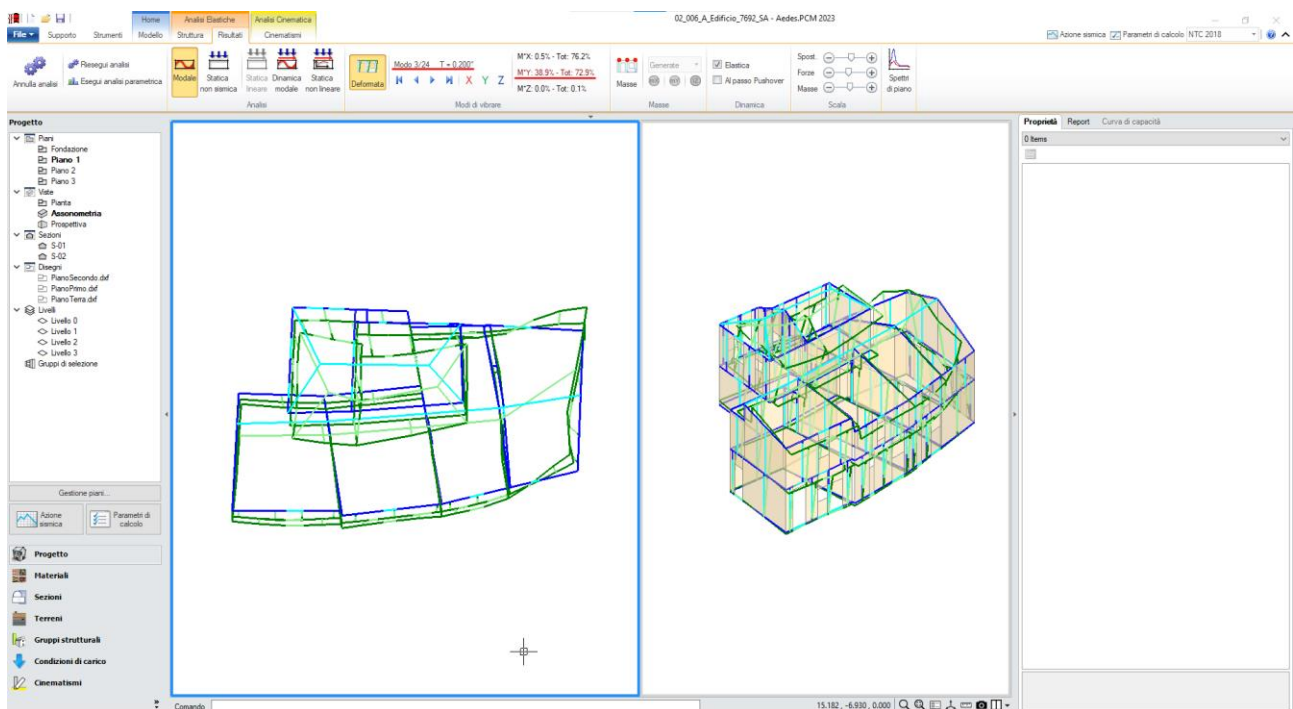 Home
Analisi Elastiche
Analisi Cinematica
02_006_A_Edificio_7692_SA - Aedes.PCM 2023
File
Supporto
Strumenti
Modello
Struttura
Risultati
Cinematismi
Azione sismica
Parametri di calcolo
NTC 2018
Annulla analisi
Riesegui analisi
Esegui analisi parametrica
Modale
Statica non sismica
Statica lineare
Dinamica modale
Statica non lineare
Analisi
Deformata
Modo 3/24 T = 0.200"
X Y Z
M*X: 0.5% - Tot: 76.2%
M*Y: 38.9% - Tot: 72.9%
M*Z: 0.0% - Tot: 0.1%
Modi di vibrare
Masse
Generate
Masse
Elastica
Al passo Pushover
Dinamica
Spost.
Forze
Masse
Scala
Spettri di piano
Progetto
Piani
Fondazione
Piano 1
Piano 2
Piano 3
Viste
Pianta
Assonometria
Prospettiva
Sezioni
S-01
S-02
Disegni
PianoSecondo.dxf
PianoPrimo.dxf
PianoTerra.dxf
Livelli
Livello 0
Livello 1
Livello 2
Livello 3
Gruppi di selezione
Gestione piani...
Azione sismica
Parametri di calcolo
Progetto
Materiali
Sezioni
Terreni
Gruppi strutturali
Condizioni di carico
Cinematismi
Proprietà
Report
Curva di capacità
0 Items
Comando
15.182, -6.930, 0.000